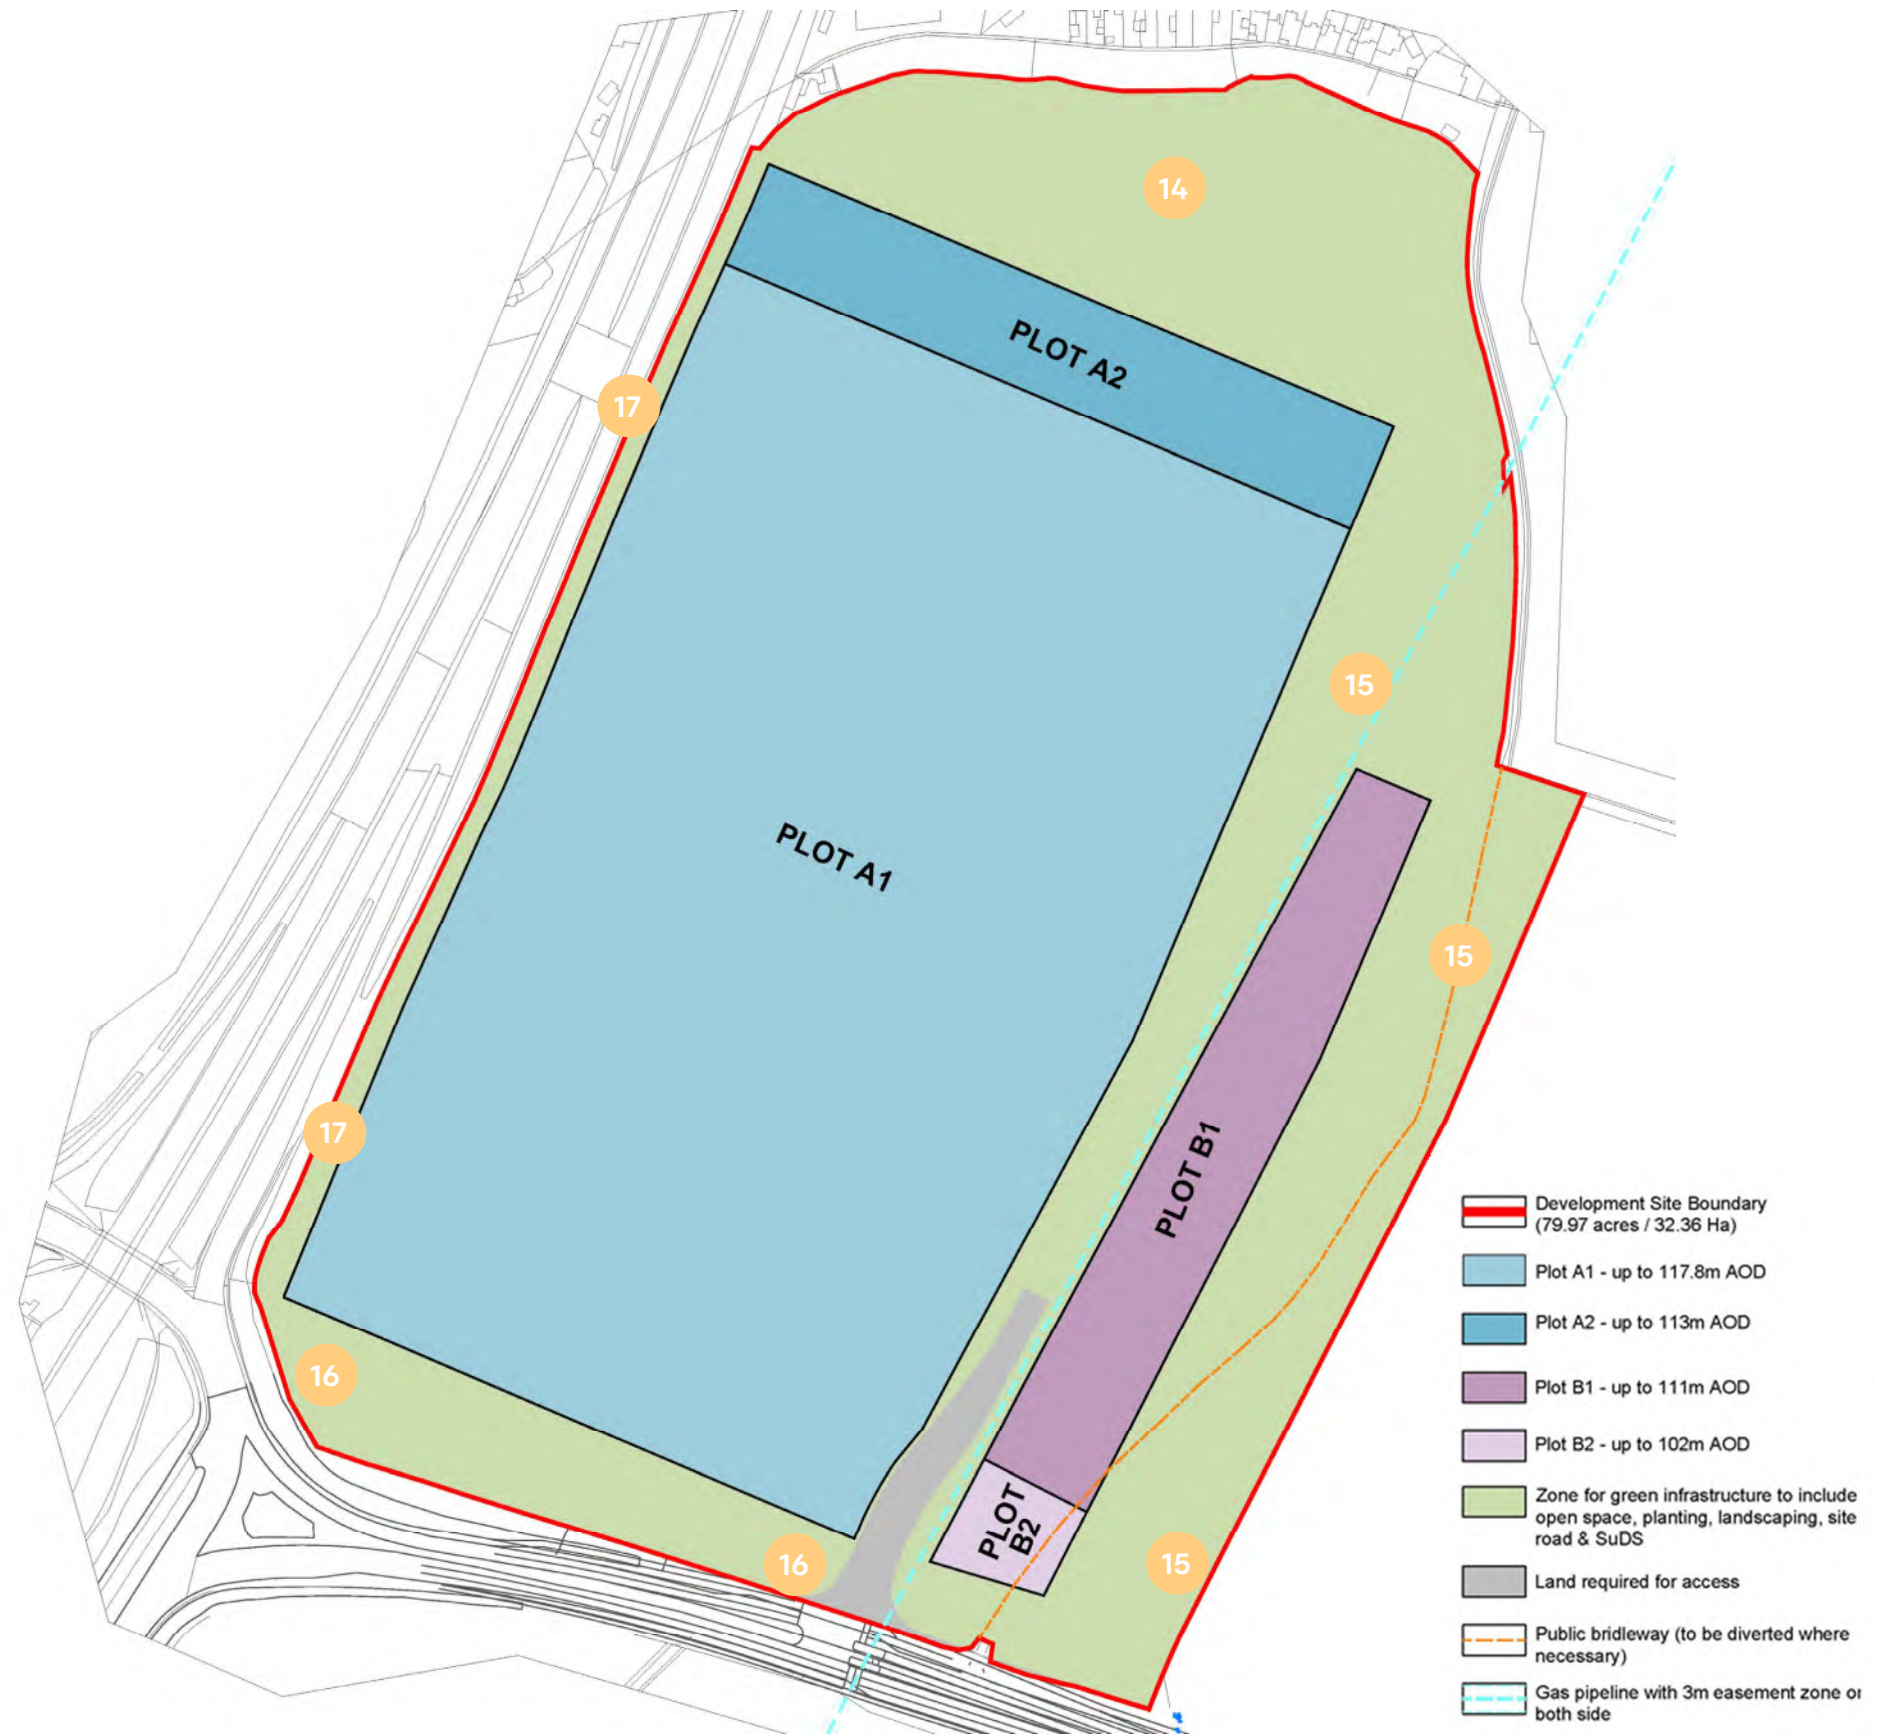 14
PLOT A2
17
15
PLOT A1
15
17
PLOT B1
16
PLOT
B2
16
15
Development Site Boundary
(79.97 acres / 32.36 Ha)
Plot A1 - up to 117.8m AOD
Plot A2 - up to 113m AOD
Plot B1 - up to 111m AOD
Plot B2 - up to 102m AOD
Zone for green infrastructure to include
open space, planting, landscaping, site
road & SuDS
Land required for access
Public bridleway (to be diverted where
necessary)
Gas pipeline with 3m easement zone or
both side